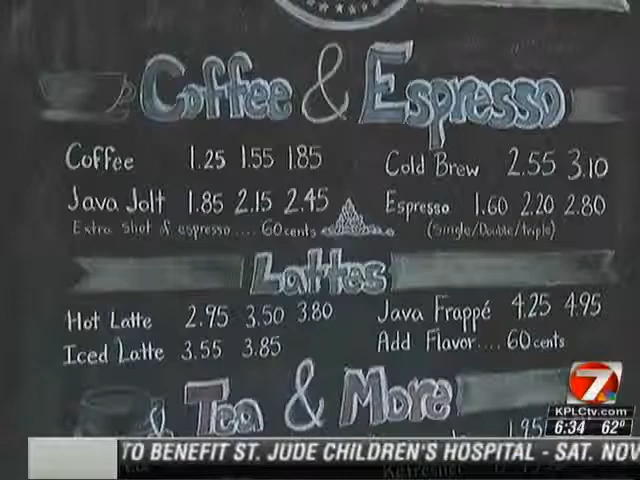 Coffee & Espresso
Coffee 1.25 1.55 1.85
Java Jolt 1.85 2.15 2.45
Extra shot of espresso .... 60cents
Cold Brew 2.55 3.10
Espresso 1.60 2.20 2.80
(Single/Double/Triple)
Lattes
Hot Latte 2.95 3.50 3.80
Iced Latte 3.55 3.85
Java Frappé 4.25 4.95
Add Flavor .... 60cents
Tea & More
1.95
7
KPLCtv.com
6:34 62°
TO BENEFIT ST. JUDE CHILDREN'S HOSPITAL - SAT. NOV